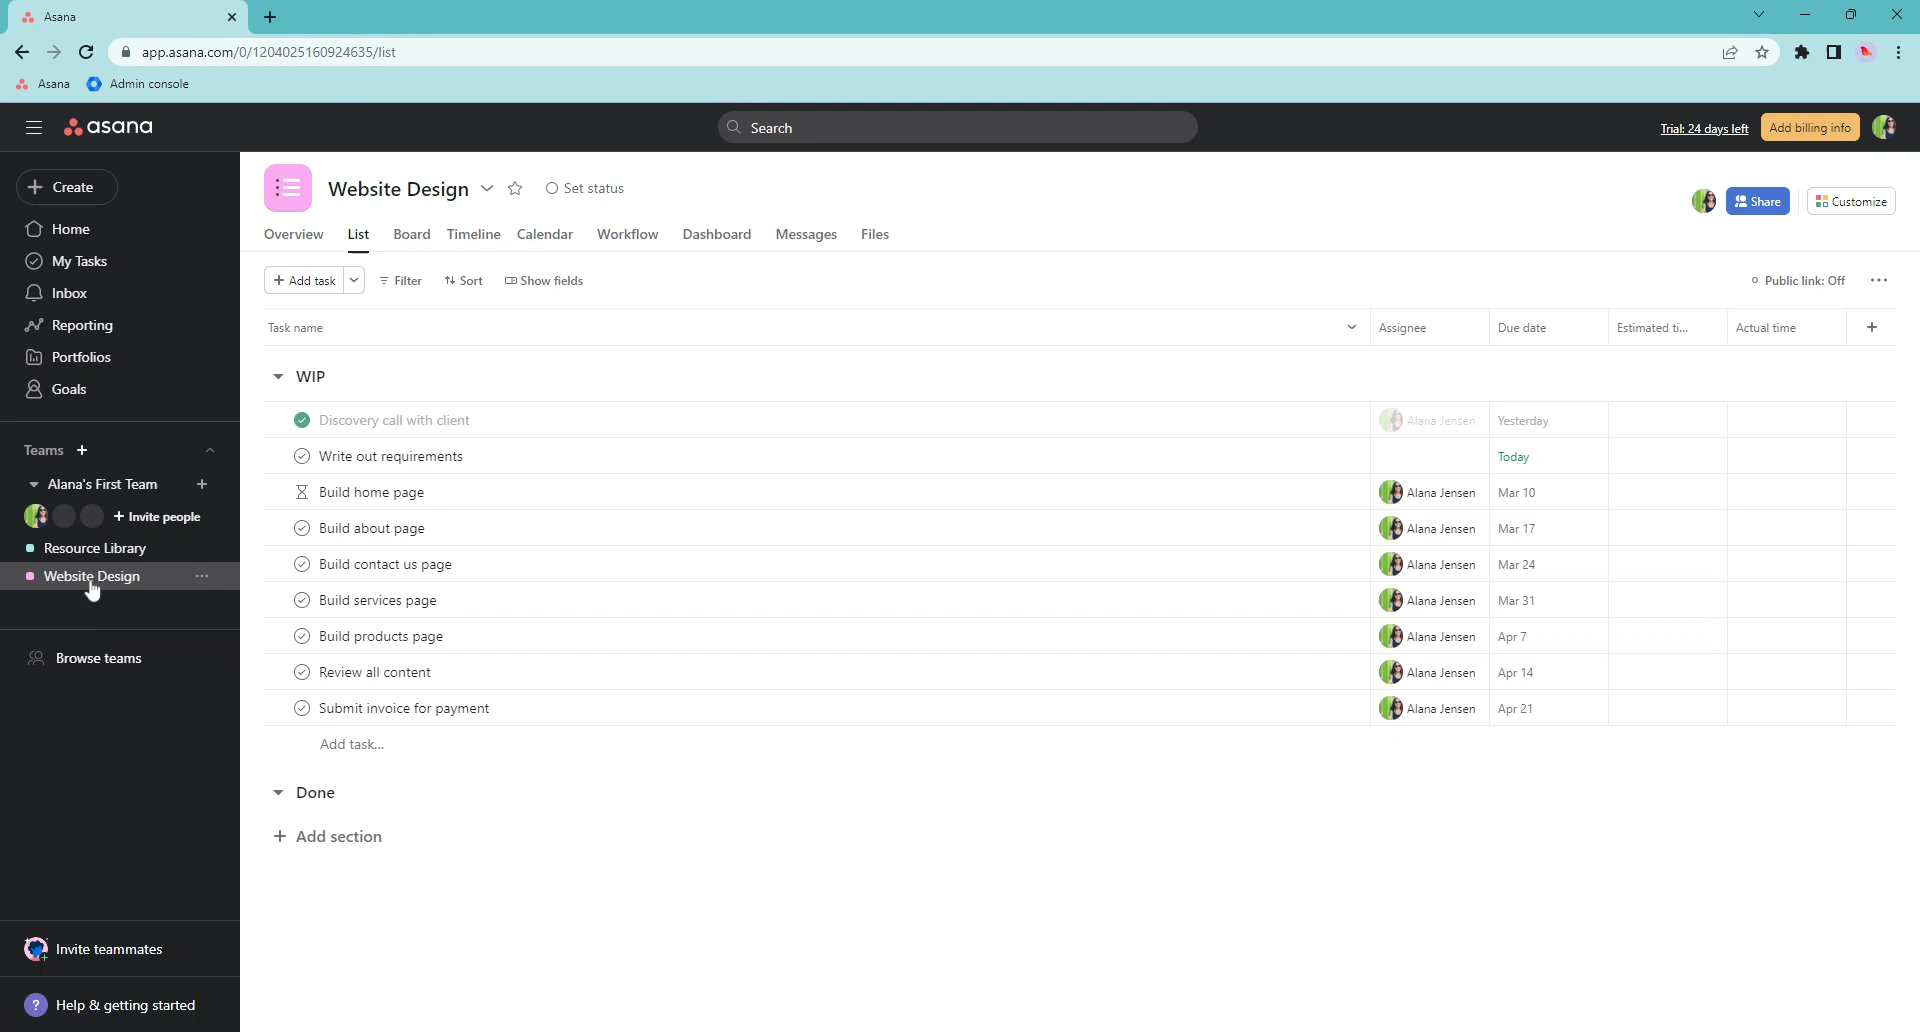 Asana
app.asana.com/0/1204025160924635/list
Asana Admin console
asana Search Trial: 24 days left Add billing info
Create
Home
My Tasks
Inbox
Reporting
Portfolios
Goals
Teams +
Alana's First Team +
+ Invite people
Resource Library
Website Design ...
Browse teams
Invite teammates
? Help & getting started
Website Design Set status
Share Customize
Overview List Board Timeline Calendar Workflow Dashboard Messages Files
+ Add task Filter Sort Show fields Public link: Off ...
Task name Assignee Due date Estimated ti... Actual time +
WIP
Discovery call with client Alana Jensen Yesterday
Write out requirements Today
Build home page Alana Jensen Mar 10
Build about page Alana Jensen Mar 17
Build contact us page Alana Jensen Mar 24
Build services page Alana Jensen Mar 31
Build products page Alana Jensen Apr 7
Review all content Alana Jensen Apr 14
Submit invoice for payment Alana Jensen Apr 21
Add task...
Done
+ Add section